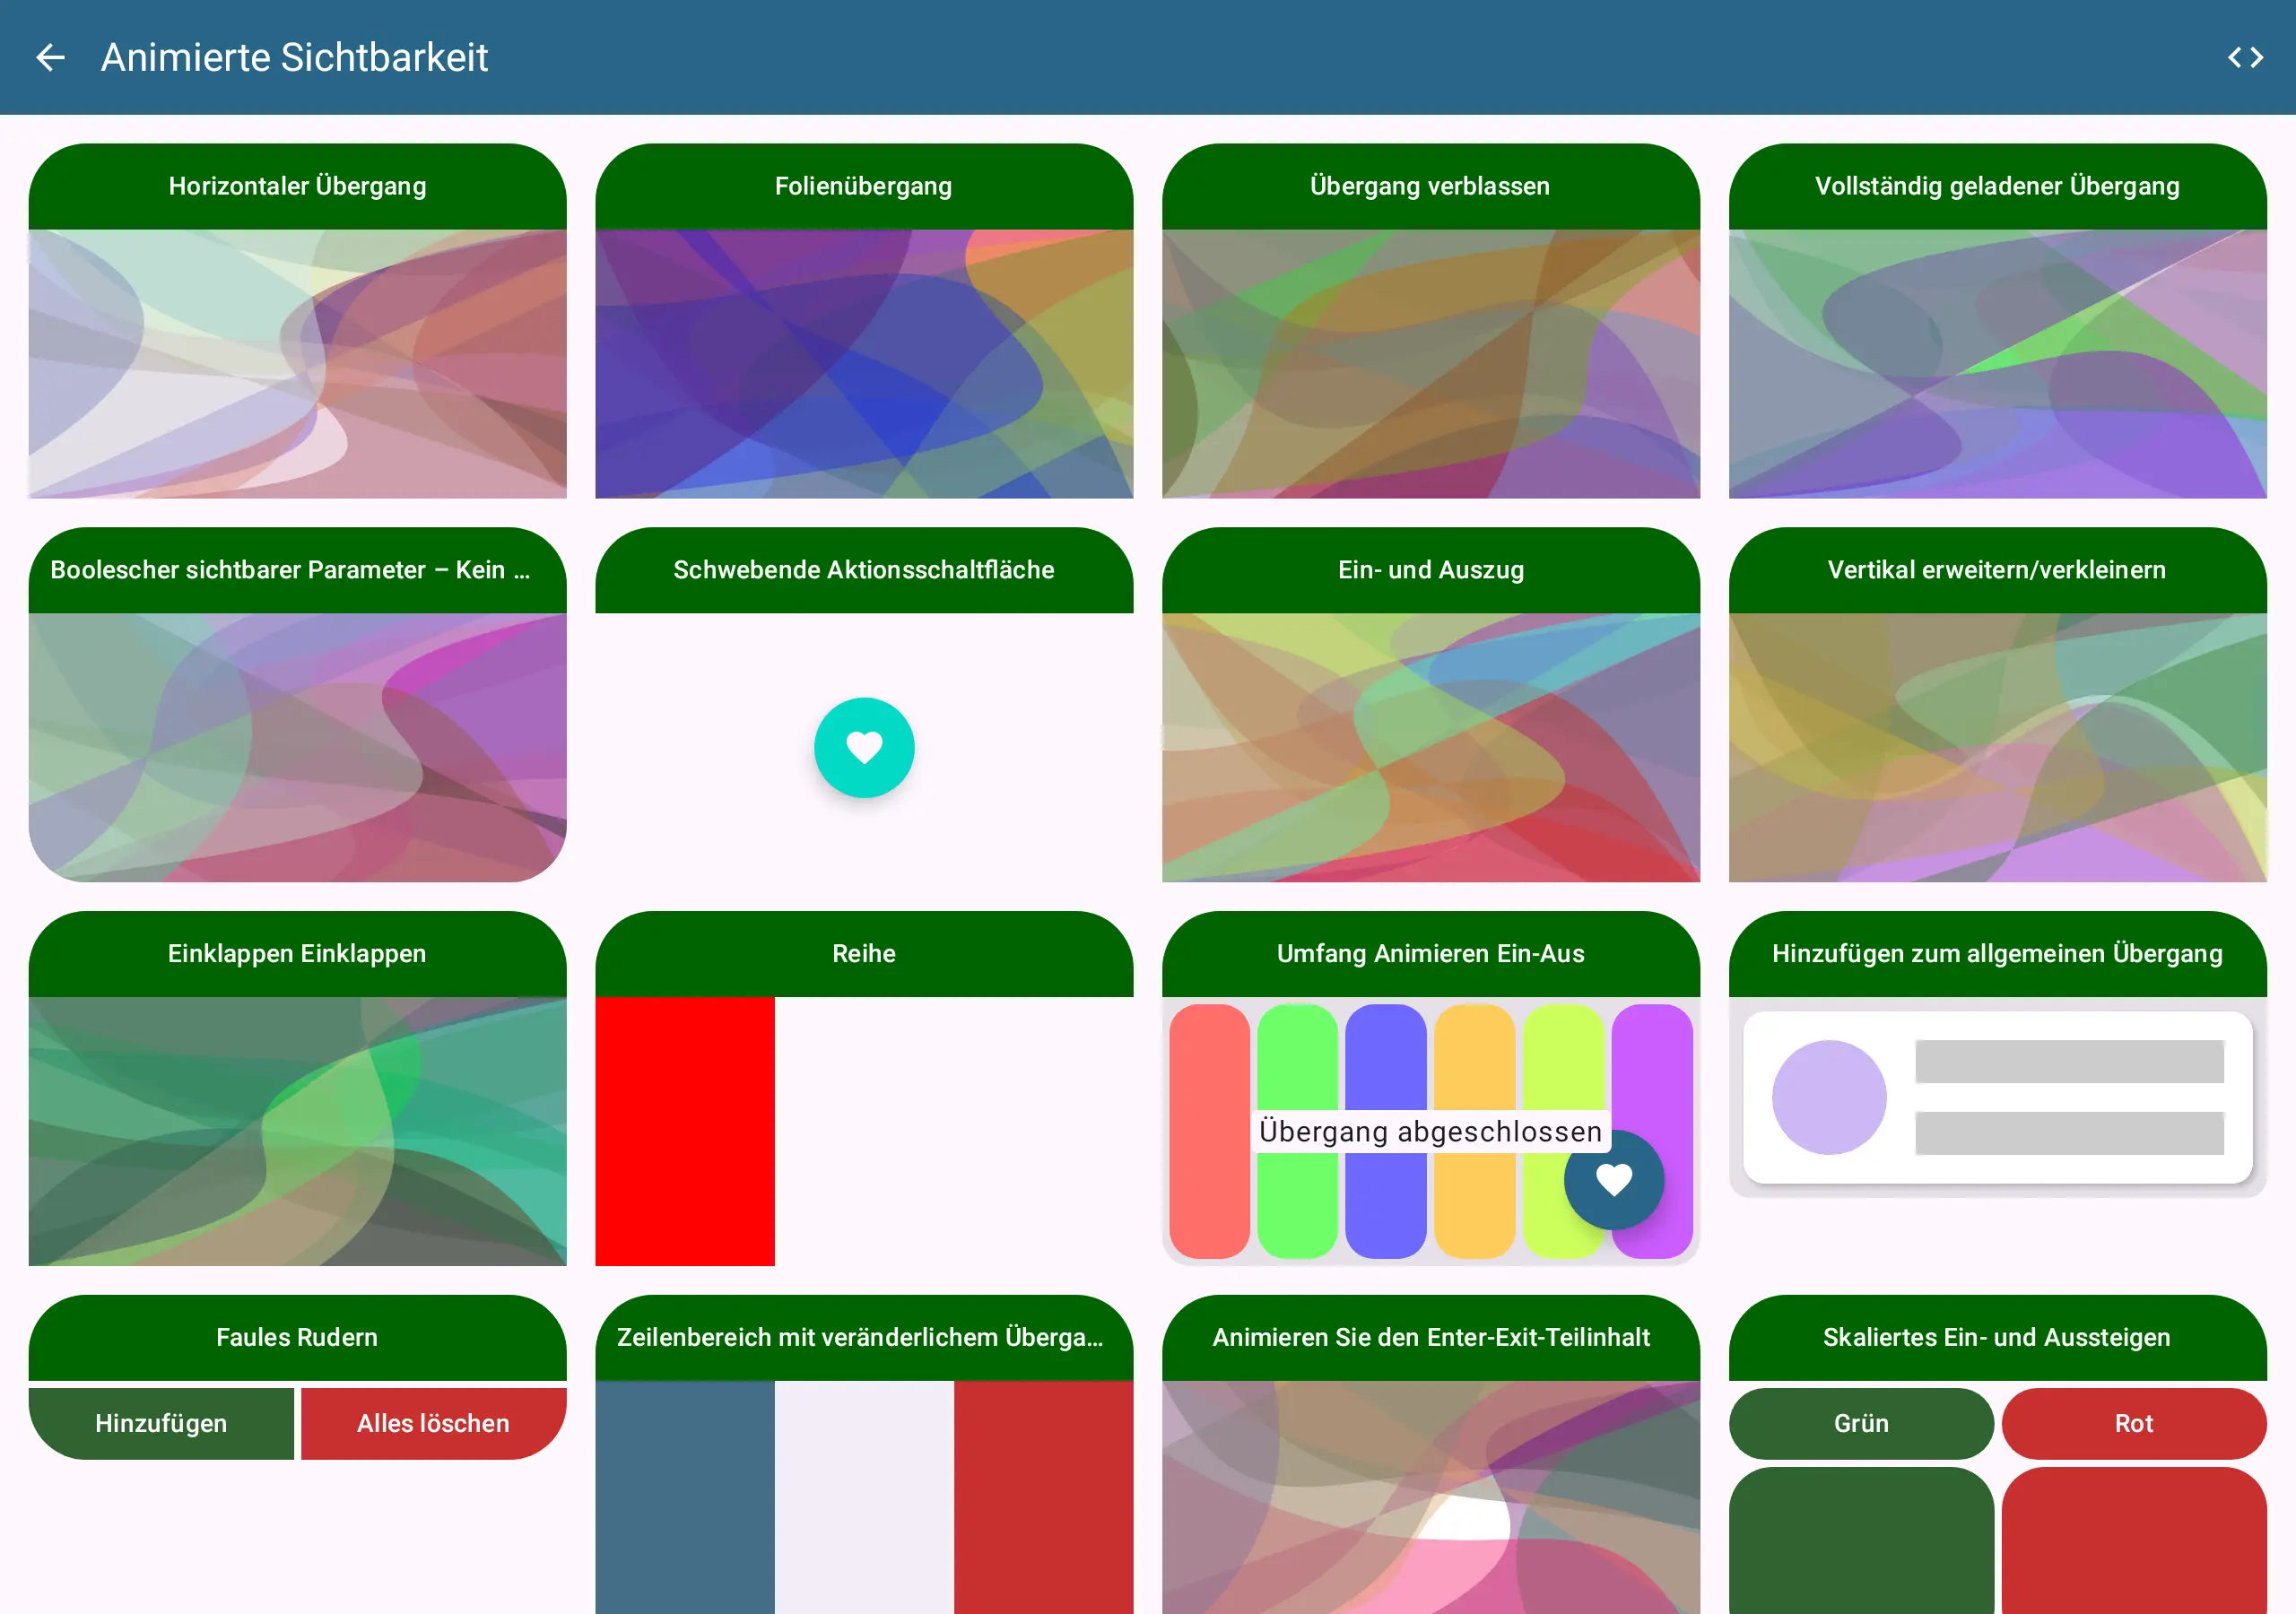 Animierte Sichtbarkeit
Horizontaler Übergang
Folienübergang
Übergang verblassen
Vollständig geladener Übergang
Boolescher sichtbarer Parameter – Kein ...
Schwebende Aktionsschaltfläche
Ein- und Auszug
Vertikal erweitern/verkleinern
Einklappen Einklappen
Reihe
Umfang Animieren Ein-Aus
Hinzufügen zum allgemeinen Übergang
Übergang abgeschlossen
Faules Rudern
Zeilenbereich mit veränderlichem Überga...
Animieren Sie den Enter-Exit-Teilinhalt
Skaliertes Ein- und Aussteigen
Hinzufügen
Alles löschen
Grün
Rot